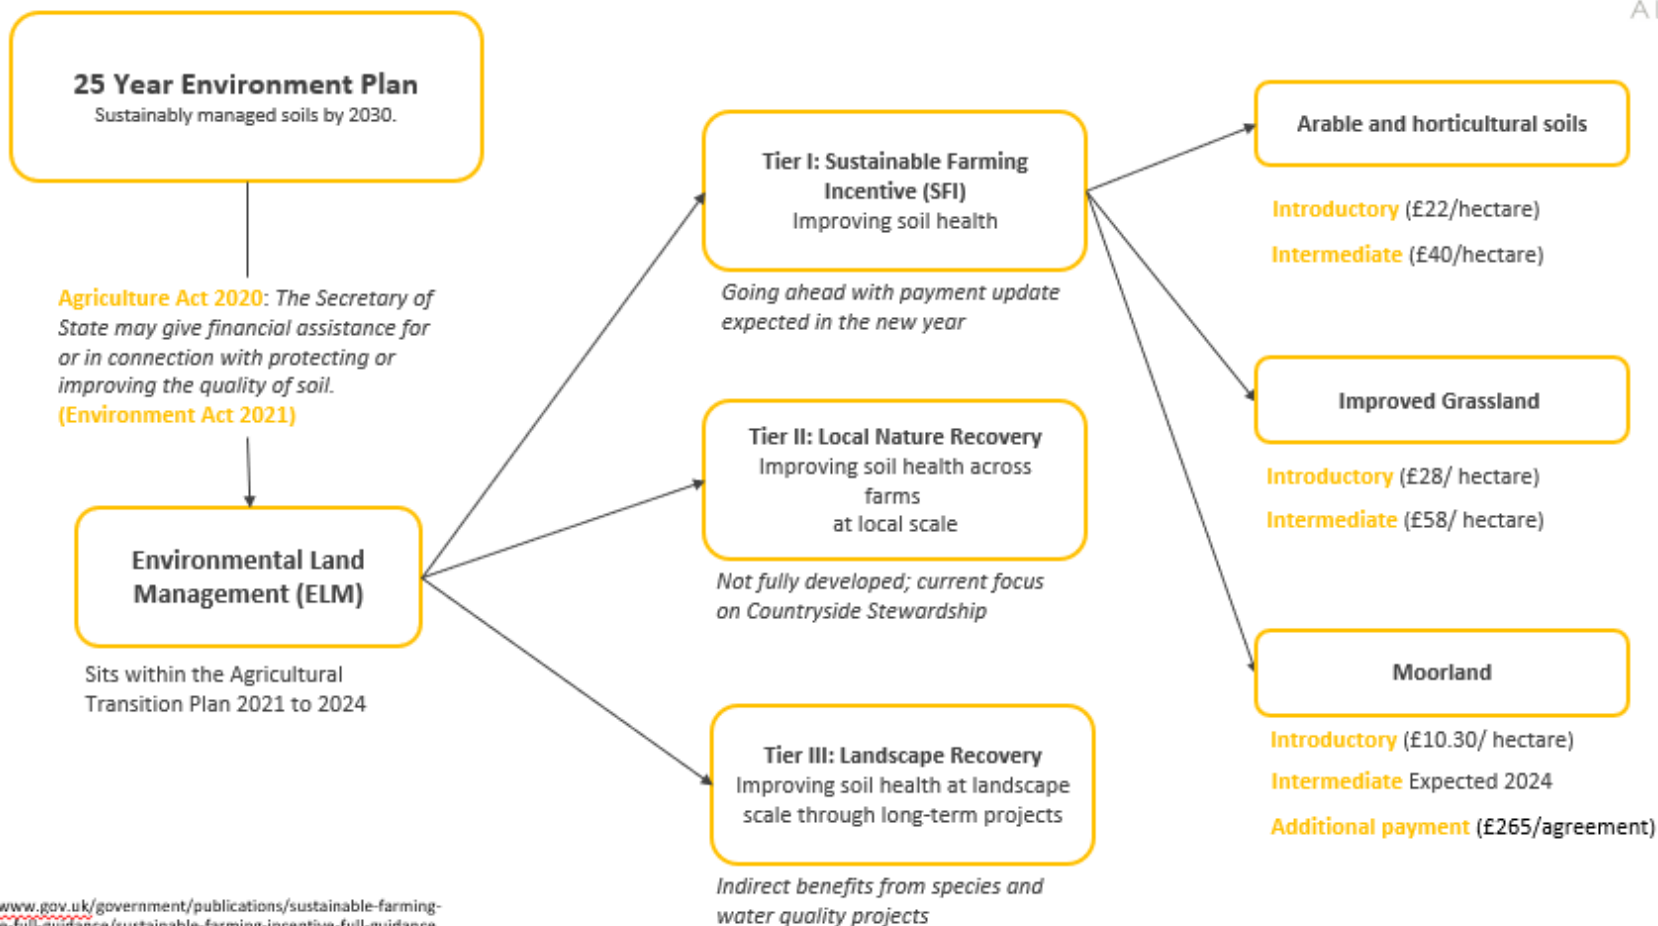 25 Year Environment Plan
Sustainably managed soils by 2030.
Agriculture Act 2020: The Secretary of
State may give financial assistance for
or in connection with protecting or
improving the quality of soil.
(Environment Act 2021)
Environmental Land
Management (ELM)
Sits within the Agricultural
Transition Plan 2021 to 2024
Tier I: Sustainable Farming
Incentive (SFI)
Improving soil health
Going ahead with payment update
expected in the new year
Tier II: Local Nature Recovery
Improving soil health across
farms
at local scale
Not fully developed; current focus
on Countryside Stewardship
Tier III: Landscape Recovery
Improving soil health at landscape
scale through long-term projects
Indirect benefits from species and
water quality projects
Arable and horticultural soils
Introductory (£22/hectare)
Intermediate (£40/hectare)
Improved Grassland
Introductory (£28/ hectare)
Intermediate (£58/ hectare)
Moorland
Introductory (£10.30/ hectare)
Intermediate Expected 2024
Additional payment (£265/agreement)
www.gov.uk/government/publications/sustainable-farming-
-full-guidance/sustainable-farming-incentive-full-guidance